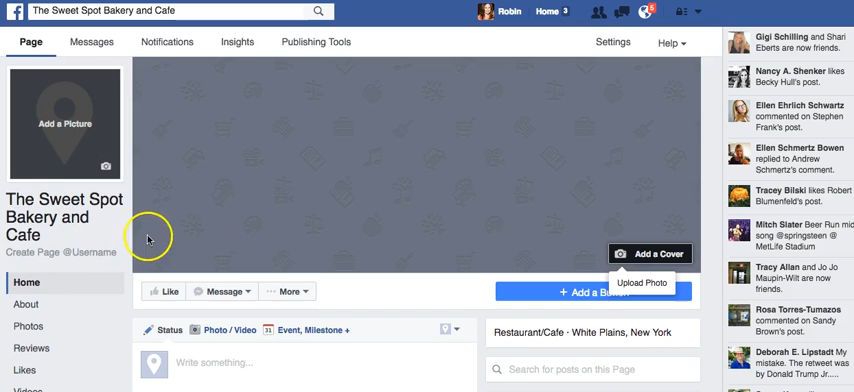 The Sweet Spot Bakery and Cafe
Robin
Home 3
5
Page
Messages
Notifications
Insights
Publishing Tools
Settings
Help
Add a Picture
The Sweet Spot
Bakery and
Cafe
Create Page @Username
Home
About
Photos
Reviews
Likes
Videos
Add a Cover
Upload Photo
Like
Message
More
+ Add a Button
Status
Photo / Video
31
Event, Milestone +
Write something...
Restaurant/Cafe · White Plains, New York
Search for posts on this Page
Gigi Schilling and Shari
Eberts are now friends.
Nancy A. Shenker likes
Becky Hull's post.
Ellen Ehrlich Schwartz
commented on Stephen
Frank's post.
Ellen Schmertz Bowen
replied to Andrew
Schmertz's comment.
Tracey Bilski likes Robert
Blumenfeld's post.
Mitch Slater Beer Run mid
song @springsteen @
MetLife Stadium
Tracy Allan and Jo Jo
Maupin-Wilt are now
friends.
Rosa Torres-Tumazos
commented on Sandy
Brown's post.
Deborah E. Lipstadt My
mistake. The retweet was
by Donald Trump Jr.....